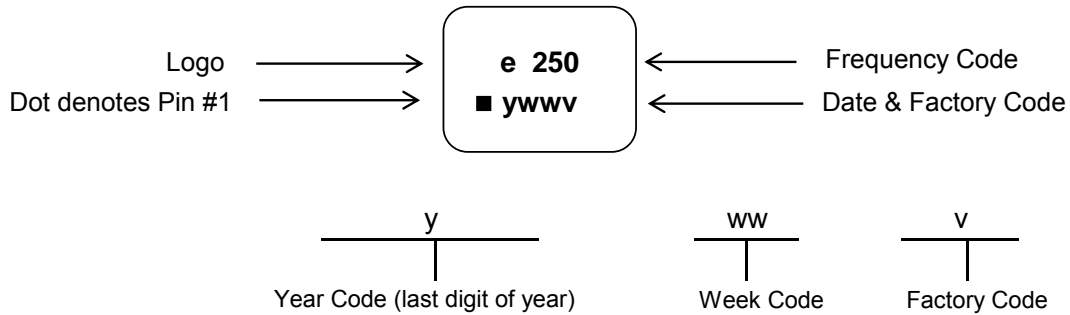 Logo
e 250
Frequency Code
Dot denotes Pin #1
■ ywwv
Date & Factory Code
y
ww
v
Year Code (last digit of year)
Week Code
Factory Code